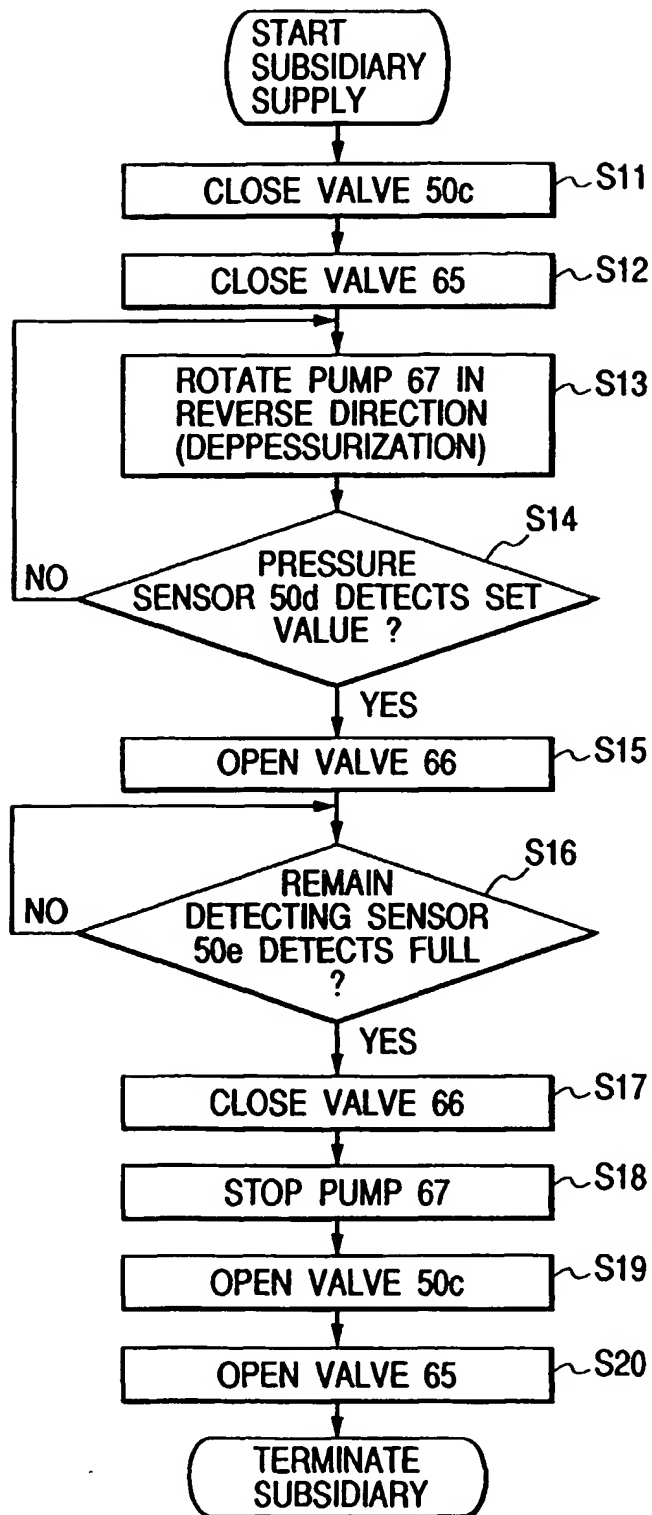 START
SUBSIDIARY
SUPPLY
CLOSE VALVE 50c
S11
CLOSE VALVE 65
S12
ROTATE PUMP 67 IN
REVERSE DIRECTION
(DEPPESSURIZATION)
S13
S14
PRESSURE
SENSOR 50d DETECTS SET
VALUE ?
NO
YES
OPEN VALVE 66
S15
S16
REMAIN
DETECTING SENSOR
50e DETECTS FULL
?
NO
YES
CLOSE VALVE 66
S17
STOP PUMP 67
S18
OPEN VALVE 50c
S19
OPEN VALVE 65
S20
TERMINATE
SUBSIDIARY